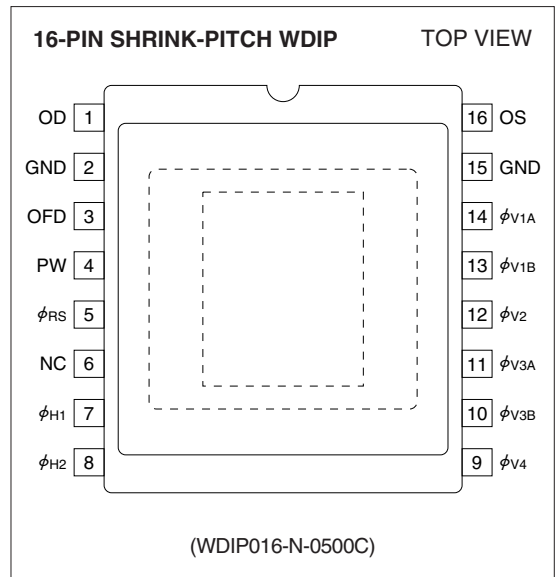 16-PIN SHRINK-PITCH WDIP TOP VIEW
OD 1 16 OS
GND 2 15 GND
OFD 3 14 ϕV1A
PW 4 13 ϕV1B
ϕRS 5 12 ϕV2
NC 6 11 ϕV3A
ϕH1 7 10 ϕV3B
ϕH2 8 9 ϕV4
(WDIP016-N-0500C)